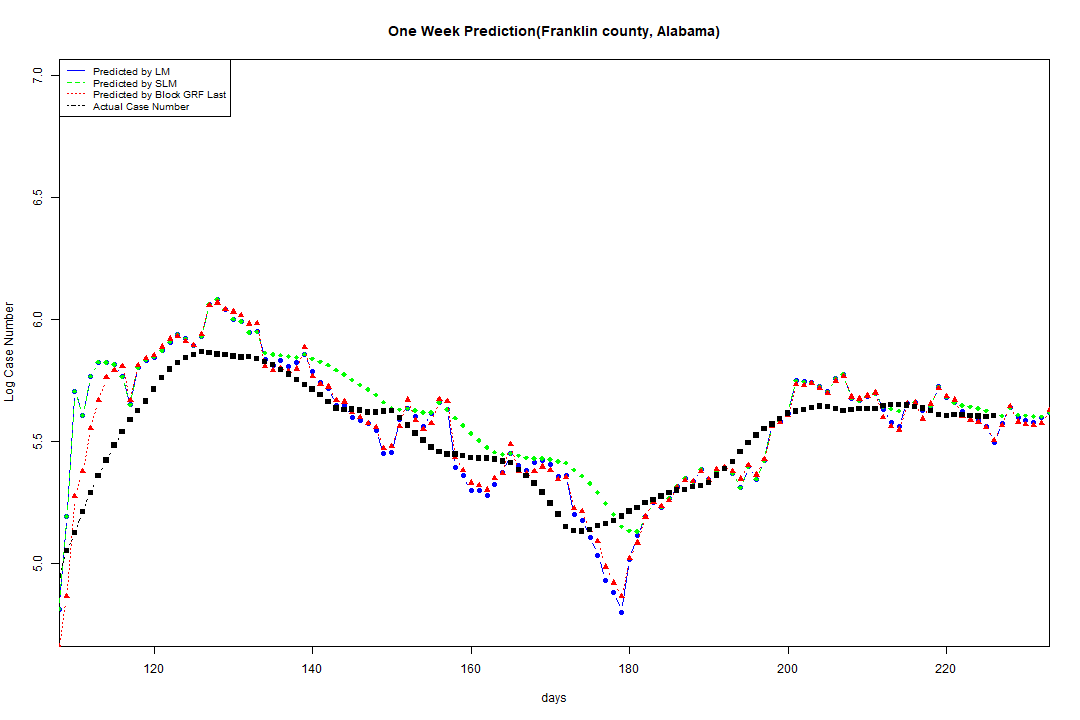 One Week Prediction(Franklin county, Alabama)
Predicted by LM
Predicted by SLM
Predicted by Block GRF Last
Actual Case Number
7.0
6.5
6.0
5.5
5.0
Log Case Number
120 140 160 180 200 220
days